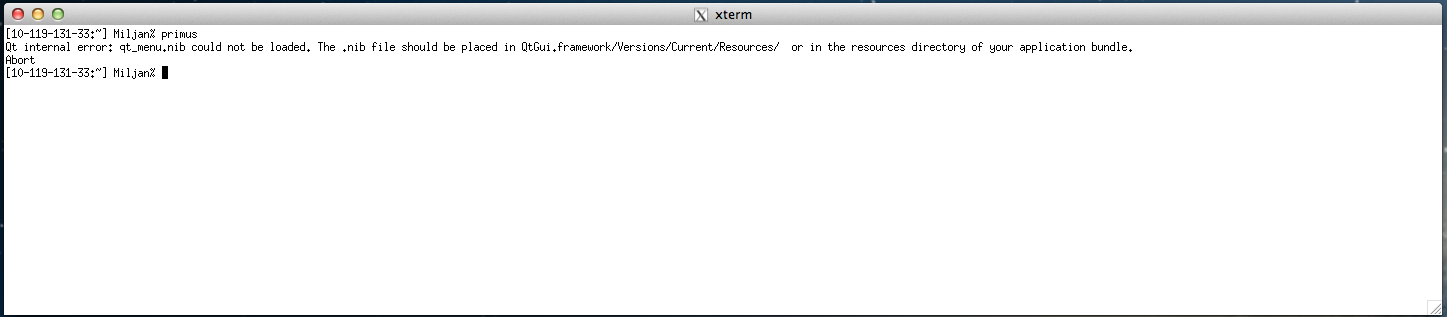 xterm
[10-119-131-33:~] Miljan% primus
Qt internal error: qt_menu.nib could not be loaded. The .nib file should be placed in QtGui.framework/Versions/Current/Resources/  or in the resources directory of your application bundle.
Abort
[10-119-131-33:~] Miljan%